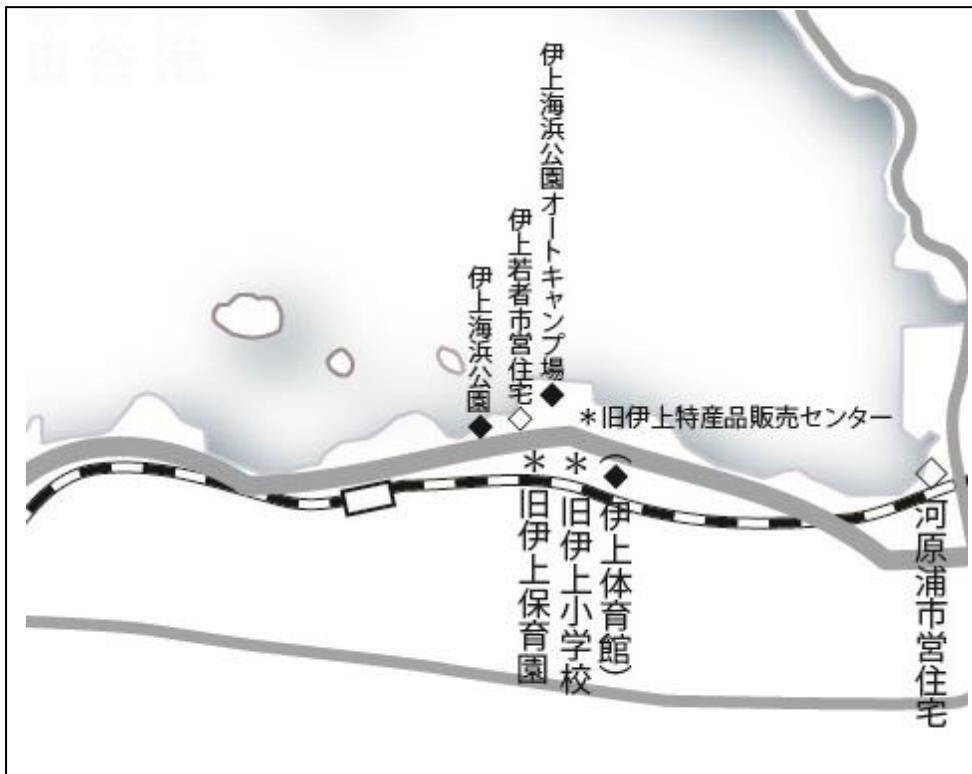 伊上海浜公園オートキャンプ場
伊上若者市営住宅
伊上海浜公園
*旧伊上特産品販売センター
*旧伊上保育園
*旧伊上小学校
(◆伊上体育館)
河原浦市営住宅